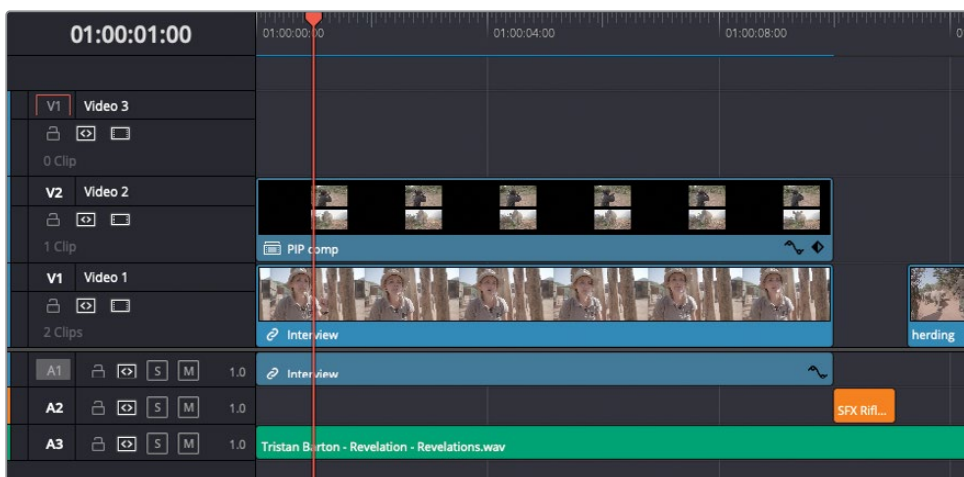 01:00:01:00
01:00:00:00
01:00:04:00
01:00:08:00
V1 Video 3
0 Clip
V2 Video 2
1 Clip
PIP comp
V1 Video 1
2 Clips
Interview
herding
A1 S M 1.0
Interview
A2 S M 1.0
SFX Rifl...
A3 S M 1.0
Tristan Barton - Revelation - Revelations.wav